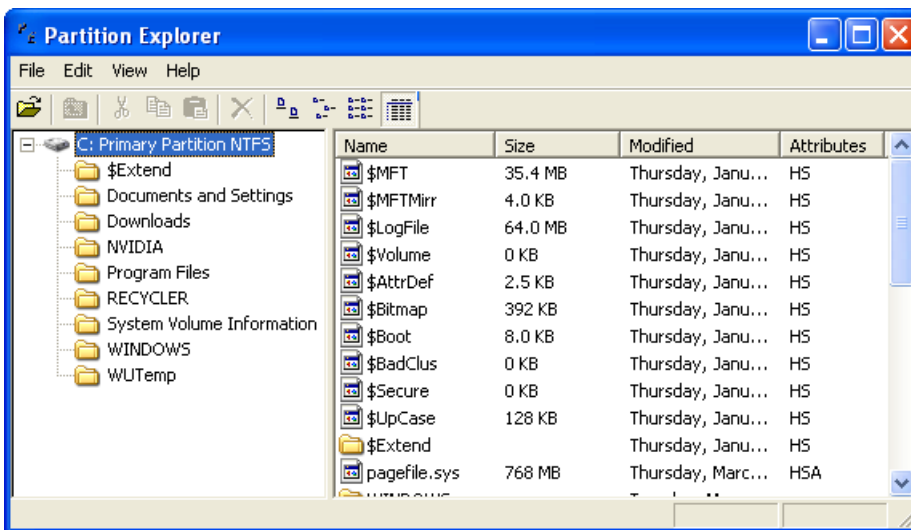 Partition Explorer
File Edit View Help
C: Primary Partition NTFS
$Extend
Documents and Settings
Downloads
NVIDIA
Program Files
RECYCLER
System Volume Information
WINDOWS
WUTemp
Name Size Modified Attributes
$MFT 35.4 MB Thursday, Janu... HS
$MFTMirr 4.0 KB Thursday, Janu... HS
$LogFile 64.0 MB Thursday, Janu... HS
$Volume 0 KB Thursday, Janu... HS
$AttrDef 2.5 KB Thursday, Janu... HS
$Bitmap 392 KB Thursday, Janu... HS
$Boot 8.0 KB Thursday, Janu... HS
$BadClus 0 KB Thursday, Janu... HS
$Secure 0 KB Thursday, Janu... HS
$UpCase 128 KB Thursday, Janu... HS
$Extend Thursday, Janu... HS
pagefile.sys 768 MB Thursday, Marc... HSA